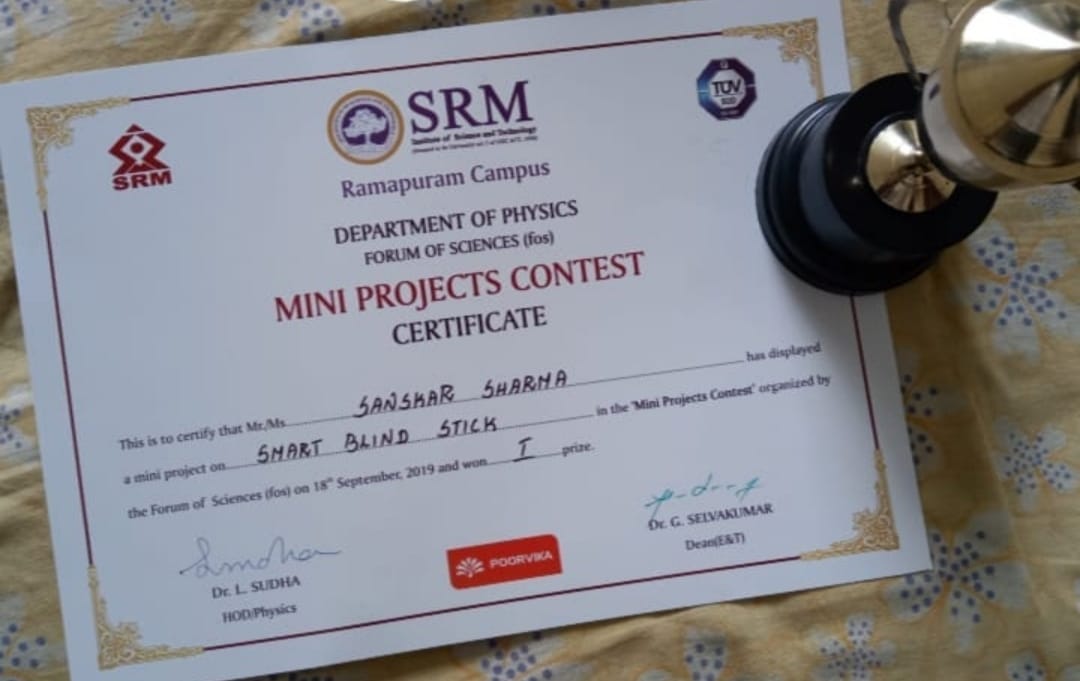 SRM
SRM
Institute of Science and Technology
Ramapuram Campus
TÜV
SÜD
DEPARTMENT OF PHYSICS
FORUM OF SCIENCES (fos)
MINI PROJECTS CONTEST
CERTIFICATE
This is to certify that Mr./Ms. SANSKAR SHARMA has displayed
a mini project on SMART BLIND STICK in the 'Mini Projects Contest' organized by
the Forum of Sciences (fos) on 18th September, 2019 and won I prize.
Dr. L. SUDHA
HOD/Physics
POORVIKA
Dr. G. SELVAKUMAR
Dean(E&T)